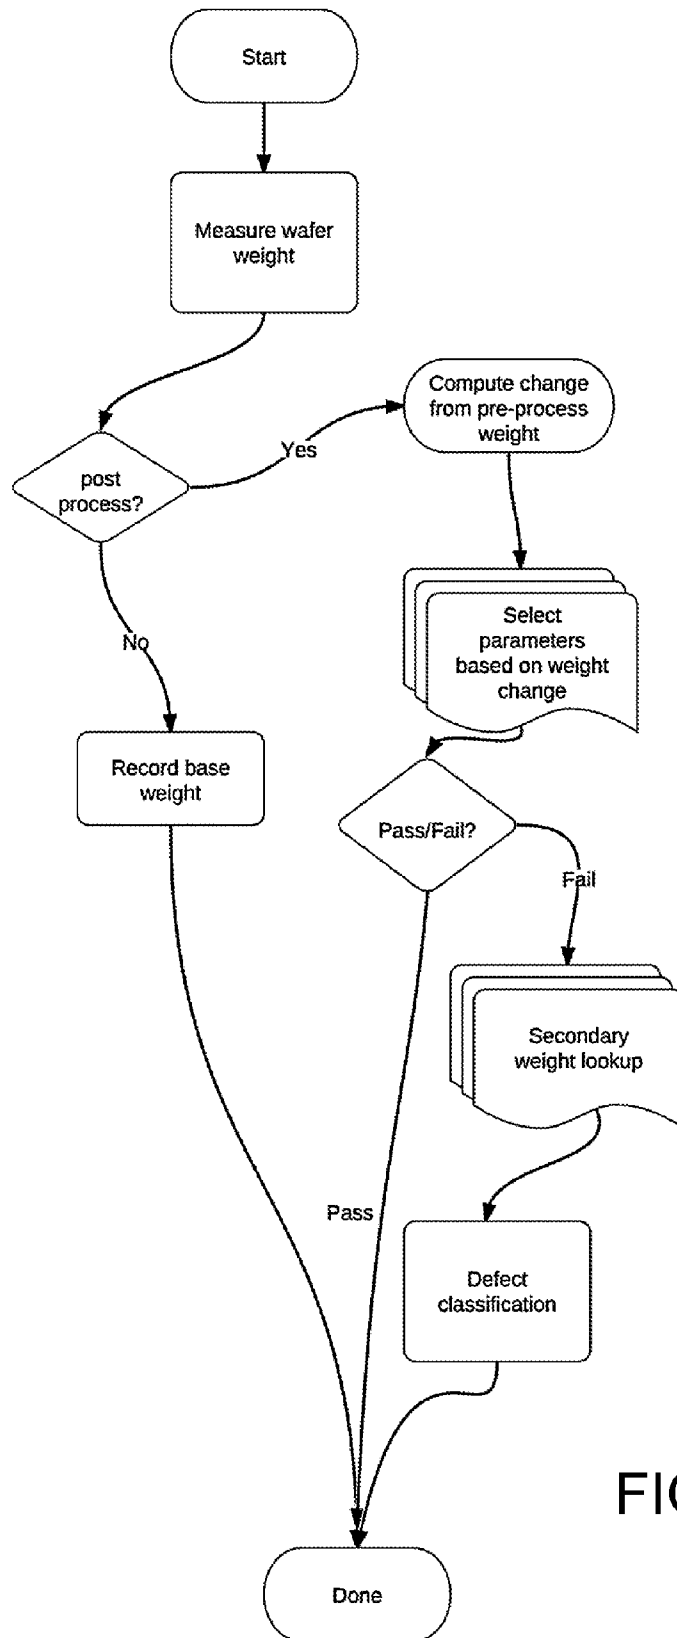 Start
Measure wafer
weight
Compute change
from pre-process
weight
Yes
post
process?
Select
parameters
based on weight
change
No
Record base
weight
Pass/Fail?
Fail
Secondary
weight lookup
Pass
Defect
classification
Done